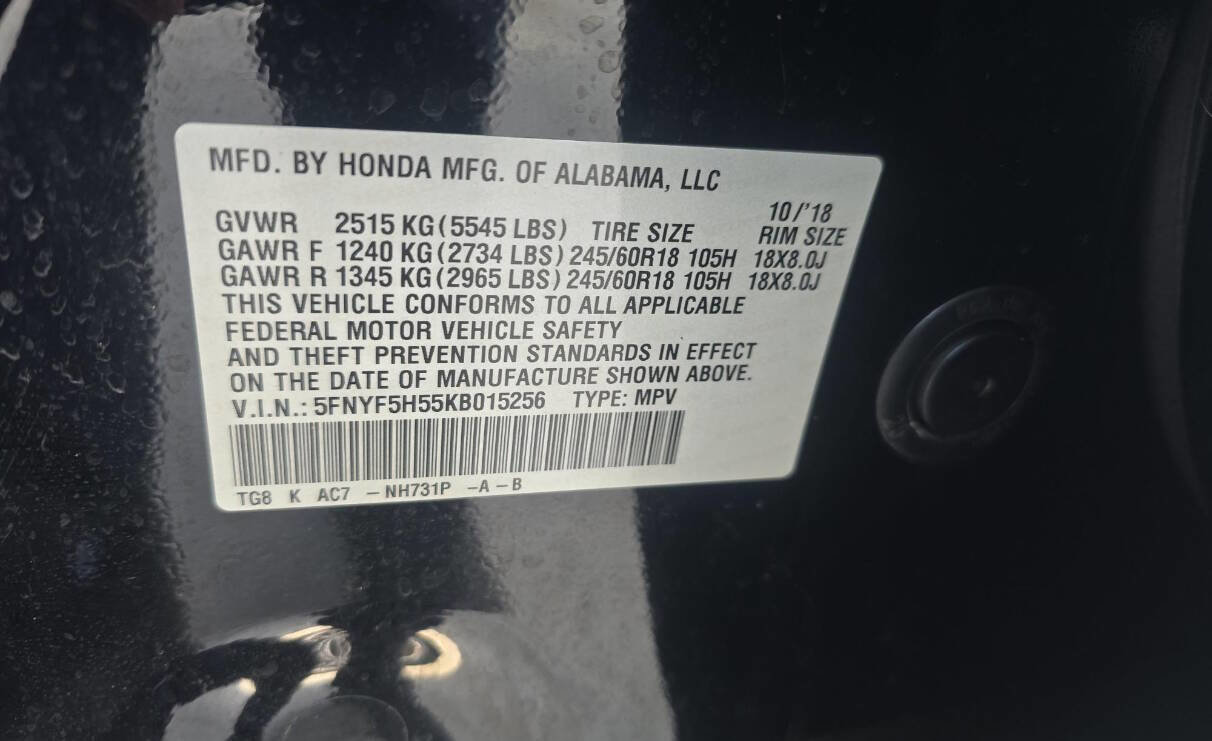 MFD. BY HONDA MFG. OF ALABAMA, LLC
10/'18
GVWR 2515 KG (5545 LBS) TIRE SIZE RIM SIZE
GAWR F 1240 KG (2734 LBS) 245/60R18 105H 18X8.0J
GAWR R 1345 KG (2965 LBS) 245/60R18 105H 18X8.0J
THIS VEHICLE CONFORMS TO ALL APPLICABLE
FEDERAL MOTOR VEHICLE SAFETY
AND THEFT PREVENTION STANDARDS IN EFFECT
ON THE DATE OF MANUFACTURE SHOWN ABOVE.
V.I.N.: 5FNYF5H55KB015256 TYPE: MPV
TG8 K AC7 – NH731P – A – B